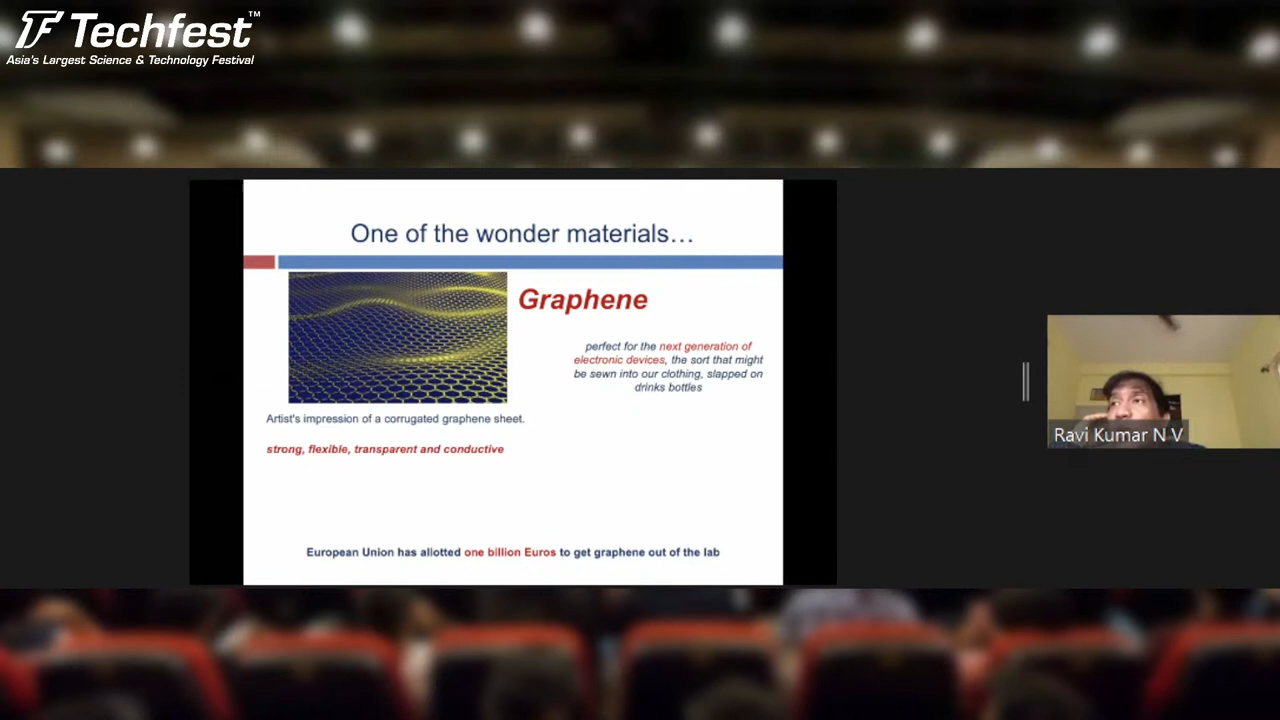 Techfest™
Asia's Largest Science & Technology Festival
One of the wonder materials…
Graphene
perfect for the next generation of
electronic devices, the sort that might
be sewn into our clothing, slapped on
drinks bottles
Artist's impression of a corrugated graphene sheet.
strong, flexible, transparent and conductive
European Union has allotted one billion Euros to get graphene out of the lab
Ravi Kumar N V